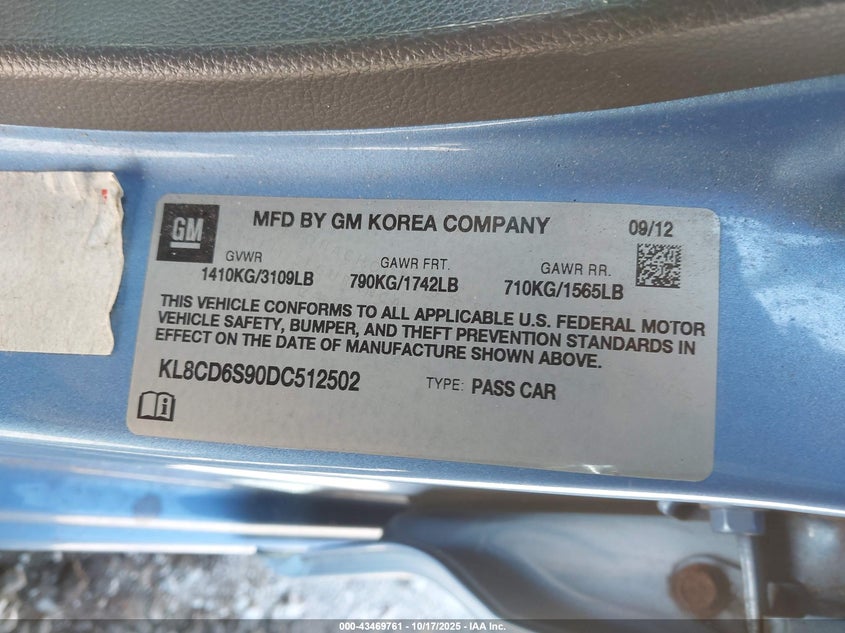 GM
MFD BY GM KOREA COMPANY
09/12
GVWR
GAWR FRT.
GAWR RR.
1410KG/3109LB
790KG/1742LB
710KG/1565LB
THIS VEHICLE CONFORMS TO ALL APPLICABLE U.S. FEDERAL MOTOR
VEHICLE SAFETY, BUMPER, AND THEFT PREVENTION STANDARDS IN
EFFECT ON THE DATE OF MANUFACTURE SHOWN ABOVE.
KL8CD6S90DC512502
TYPE: PASS CAR
000-43469761 - 10/17/2025 - IAA Inc.